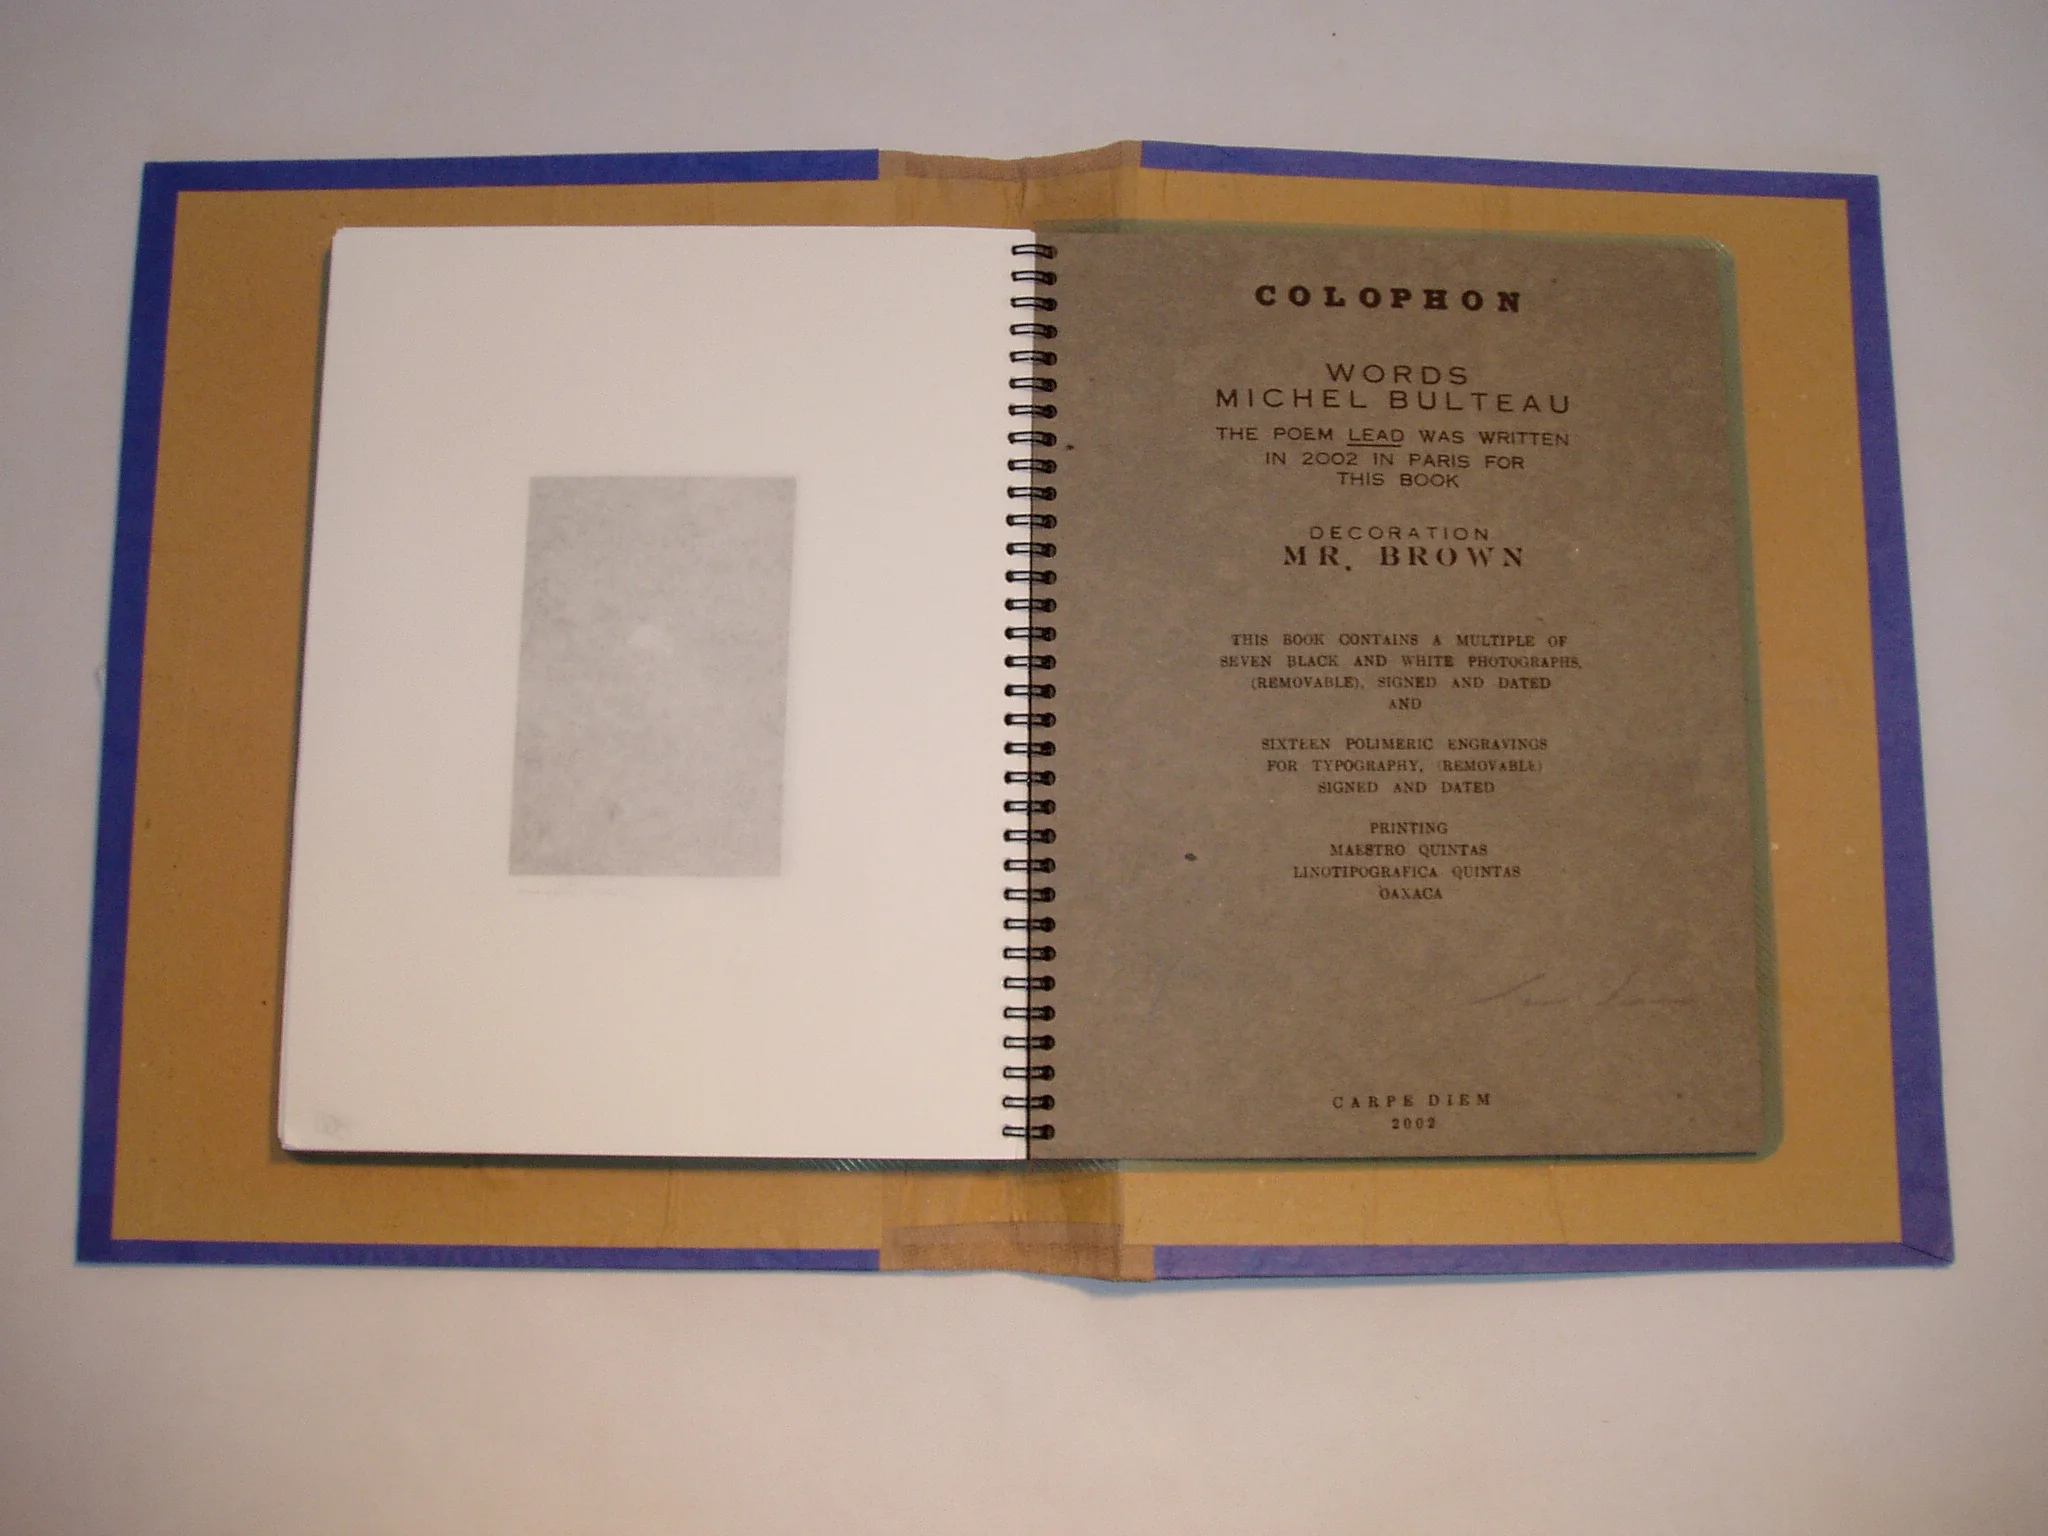 COLOPHON
WORDS
MICHEL BULTEAU
THE POEM LEAD WAS WRITTEN
IN 2002 IN PARIS FOR
THIS BOOK
DECORATION
MR. BROWN
THIS BOOK CONTAINS A MULTIPLE OF
SEVEN BLACK AND WHITE PHOTOGRAPHS,
(REMOVABLE), SIGNED AND DATED
AND
SIXTEEN POLIMERIC ENGRAVINGS
FOR TYPOGRAPHY, (REMOVABLE)
SIGNED AND DATED
PRINTING
MAESTRO QUINTAS
LINOTIPOGRAFICA QUINTAS
OAXACA
CARPE DIEM
2002